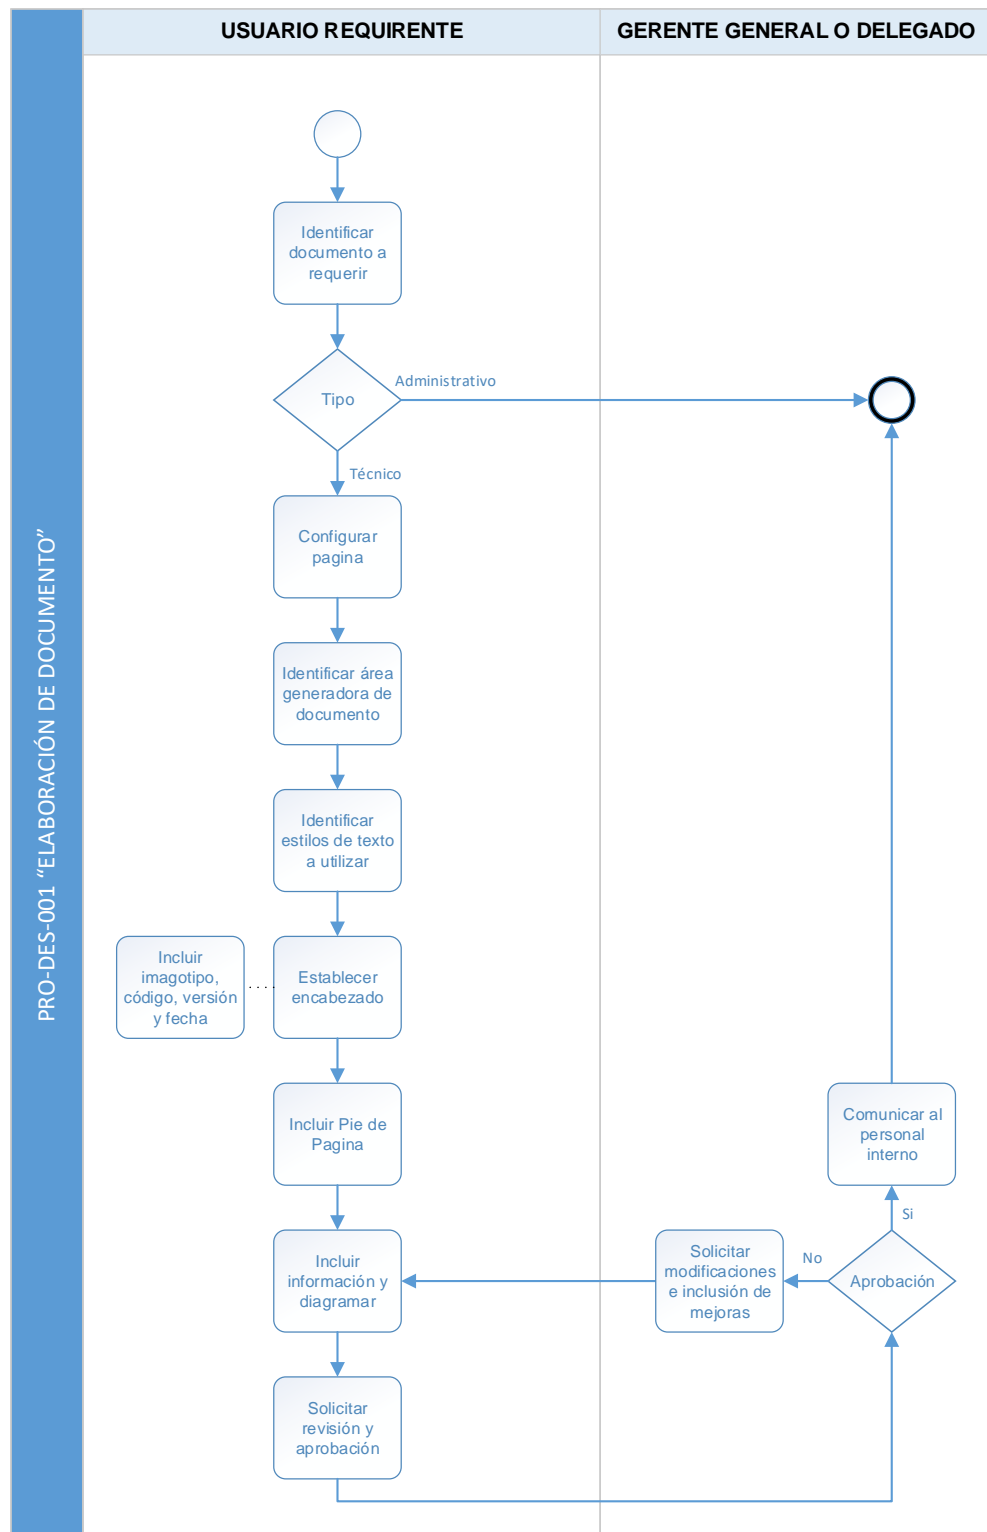 USUARIO REQUIRENTE
GERENTE GENERAL O DELEGADO
PRO-DES-001 “ELABORACIÓN DE DOCUMENTO”
Identificar
documento a
requerir
Tipo
Administrativo
Técnico
Configurar
pagina
Identificar área
generadora de
documento
Identificar
estilos de texto
a utilizar
Incluir
imagotipo,
código, versión
y fecha
Establecer
encabezado
Incluir Pie de
Pagina
Comunicar al
personal
interno
Si
Incluir
información y
diagramar
Solicitar
modificaciones
e inclusión de
mejoras
No
Aprobación
Solicitar
revisión y
aprobación